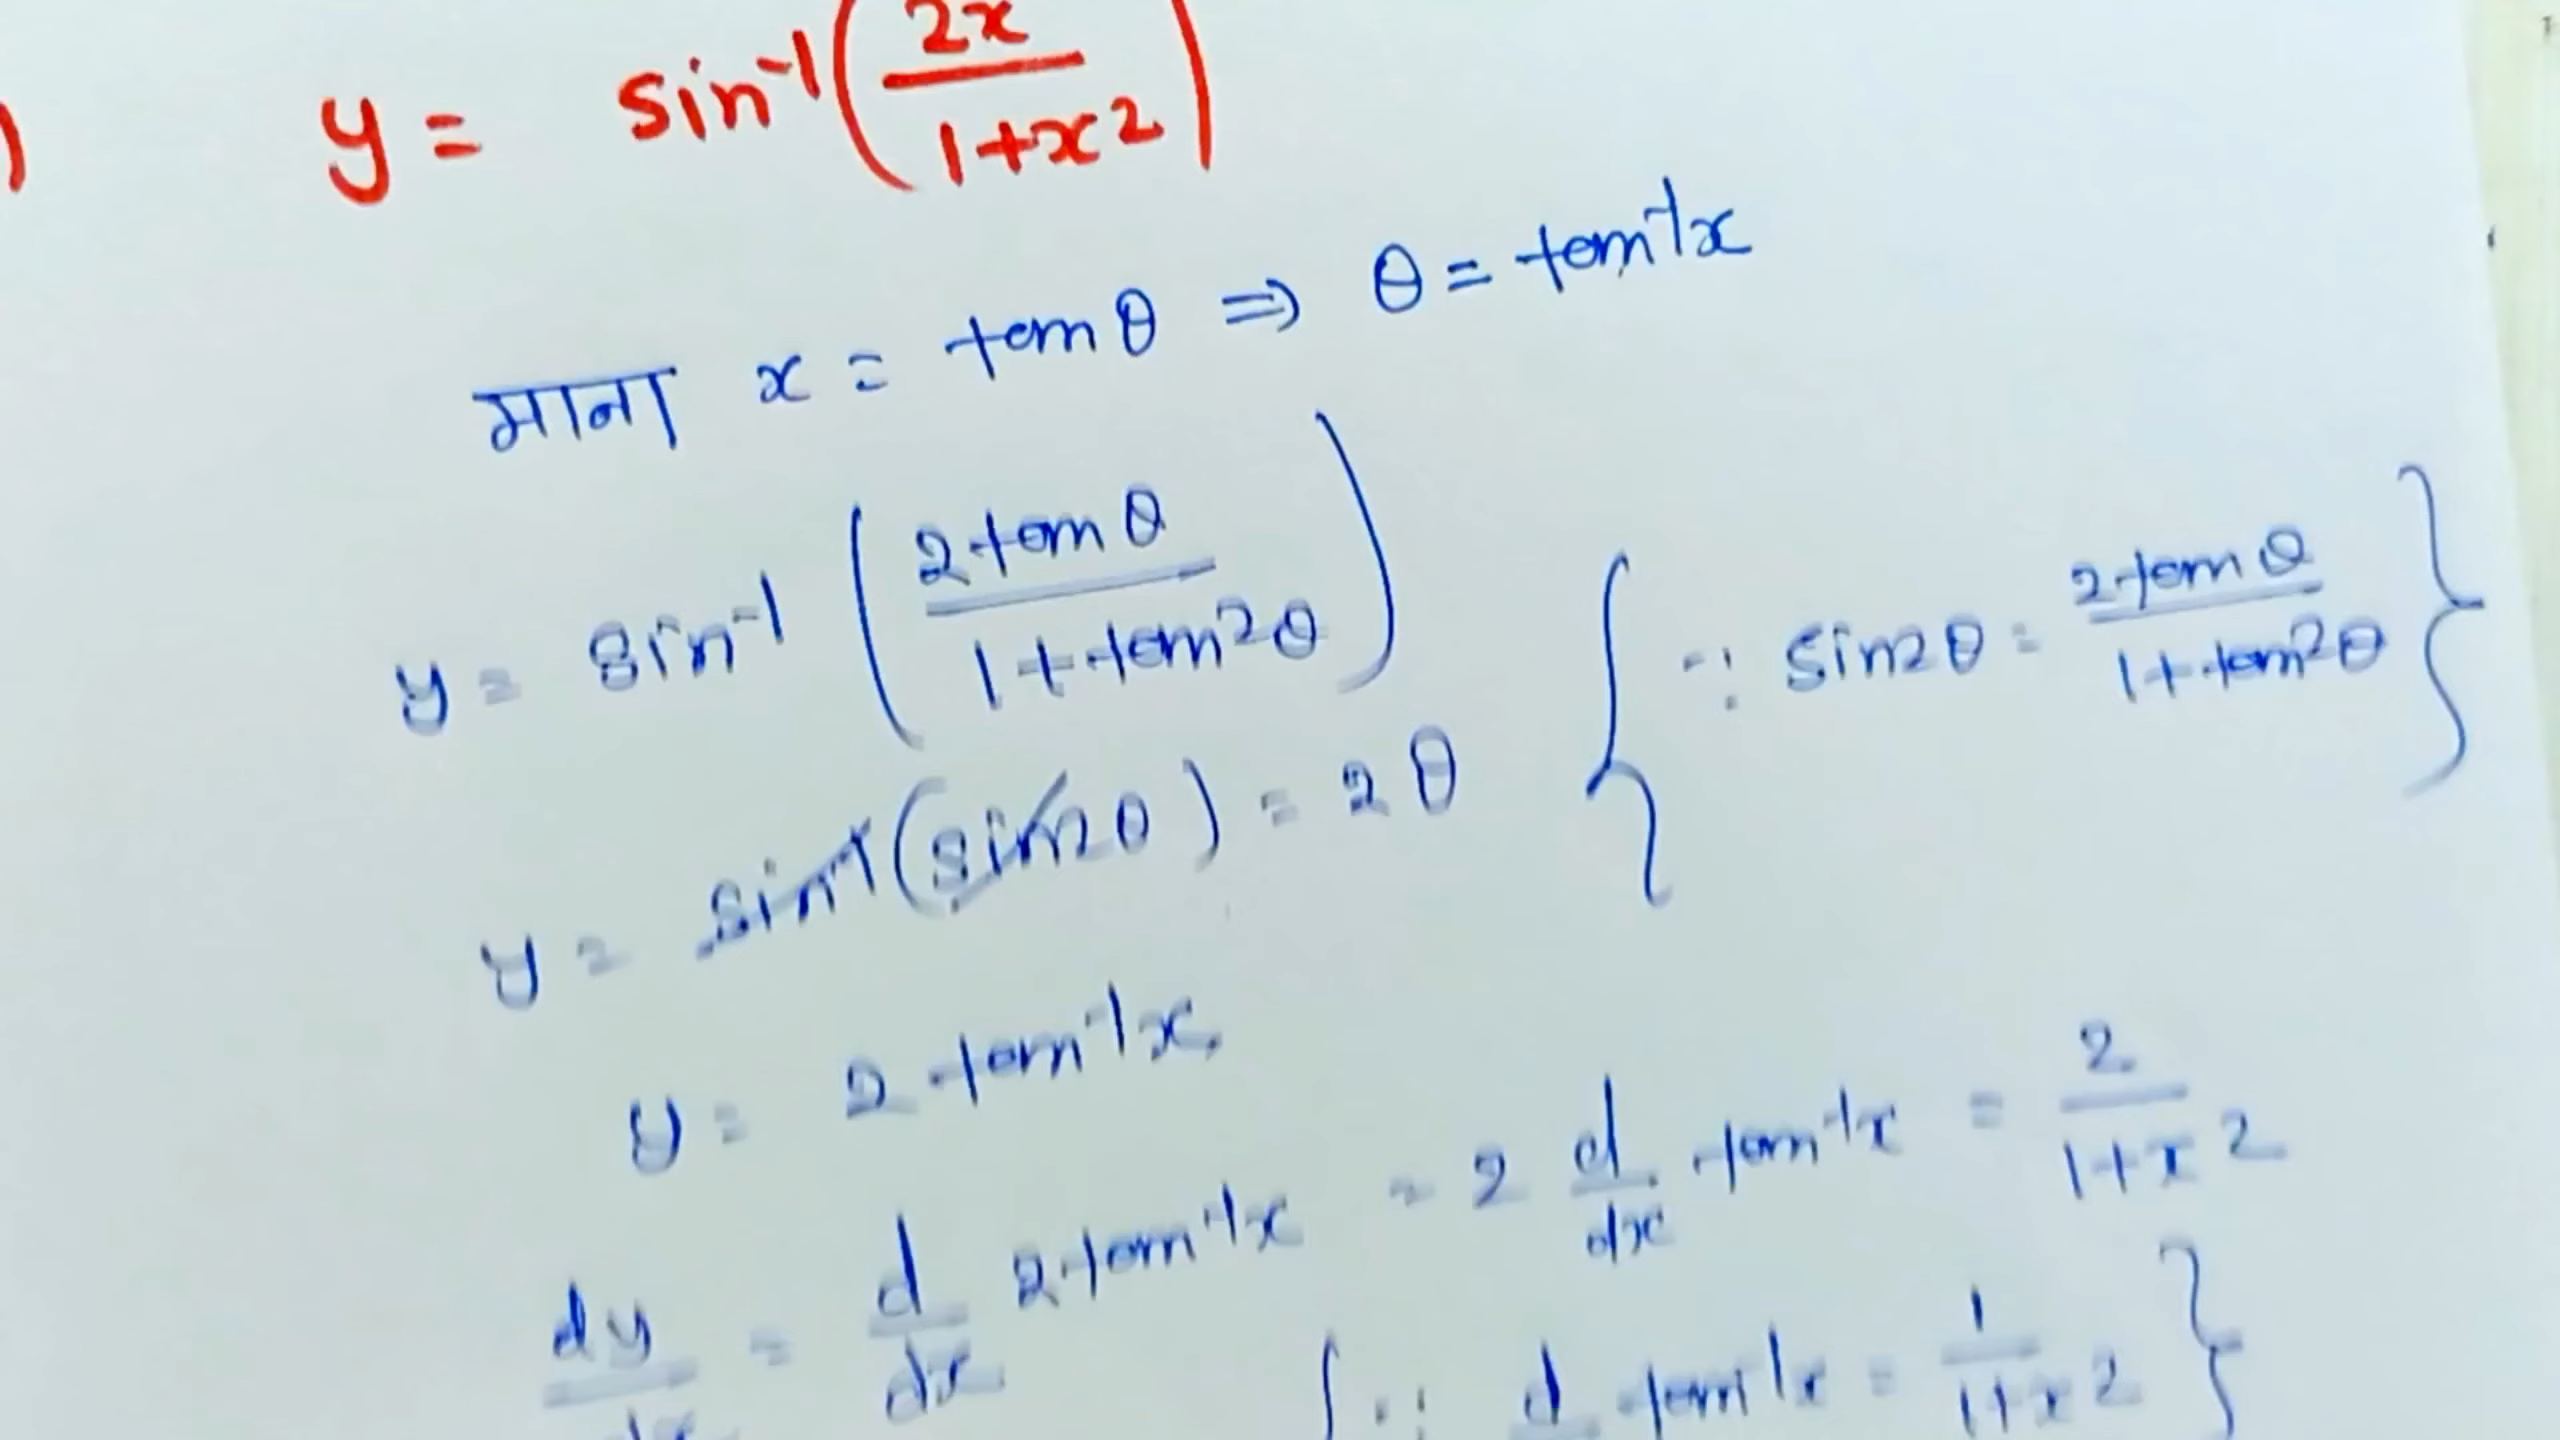 ) y = sin⁻¹(2x/1+x²)
माना x = tanθ ⇒ θ = tan⁻¹x
y = sin⁻¹(2tanθ/1+tan²θ) {∵ sin2θ = 2tanθ/1+tan²θ}
y = sin⁻¹(sin2θ) = 2θ
y = 2tan⁻¹x
dy/dx = d/dx 2tan⁻¹x = 2 d/dx tan⁻¹x = 2/1+x²
{∵ d tan⁻¹x = 1/1+x²}